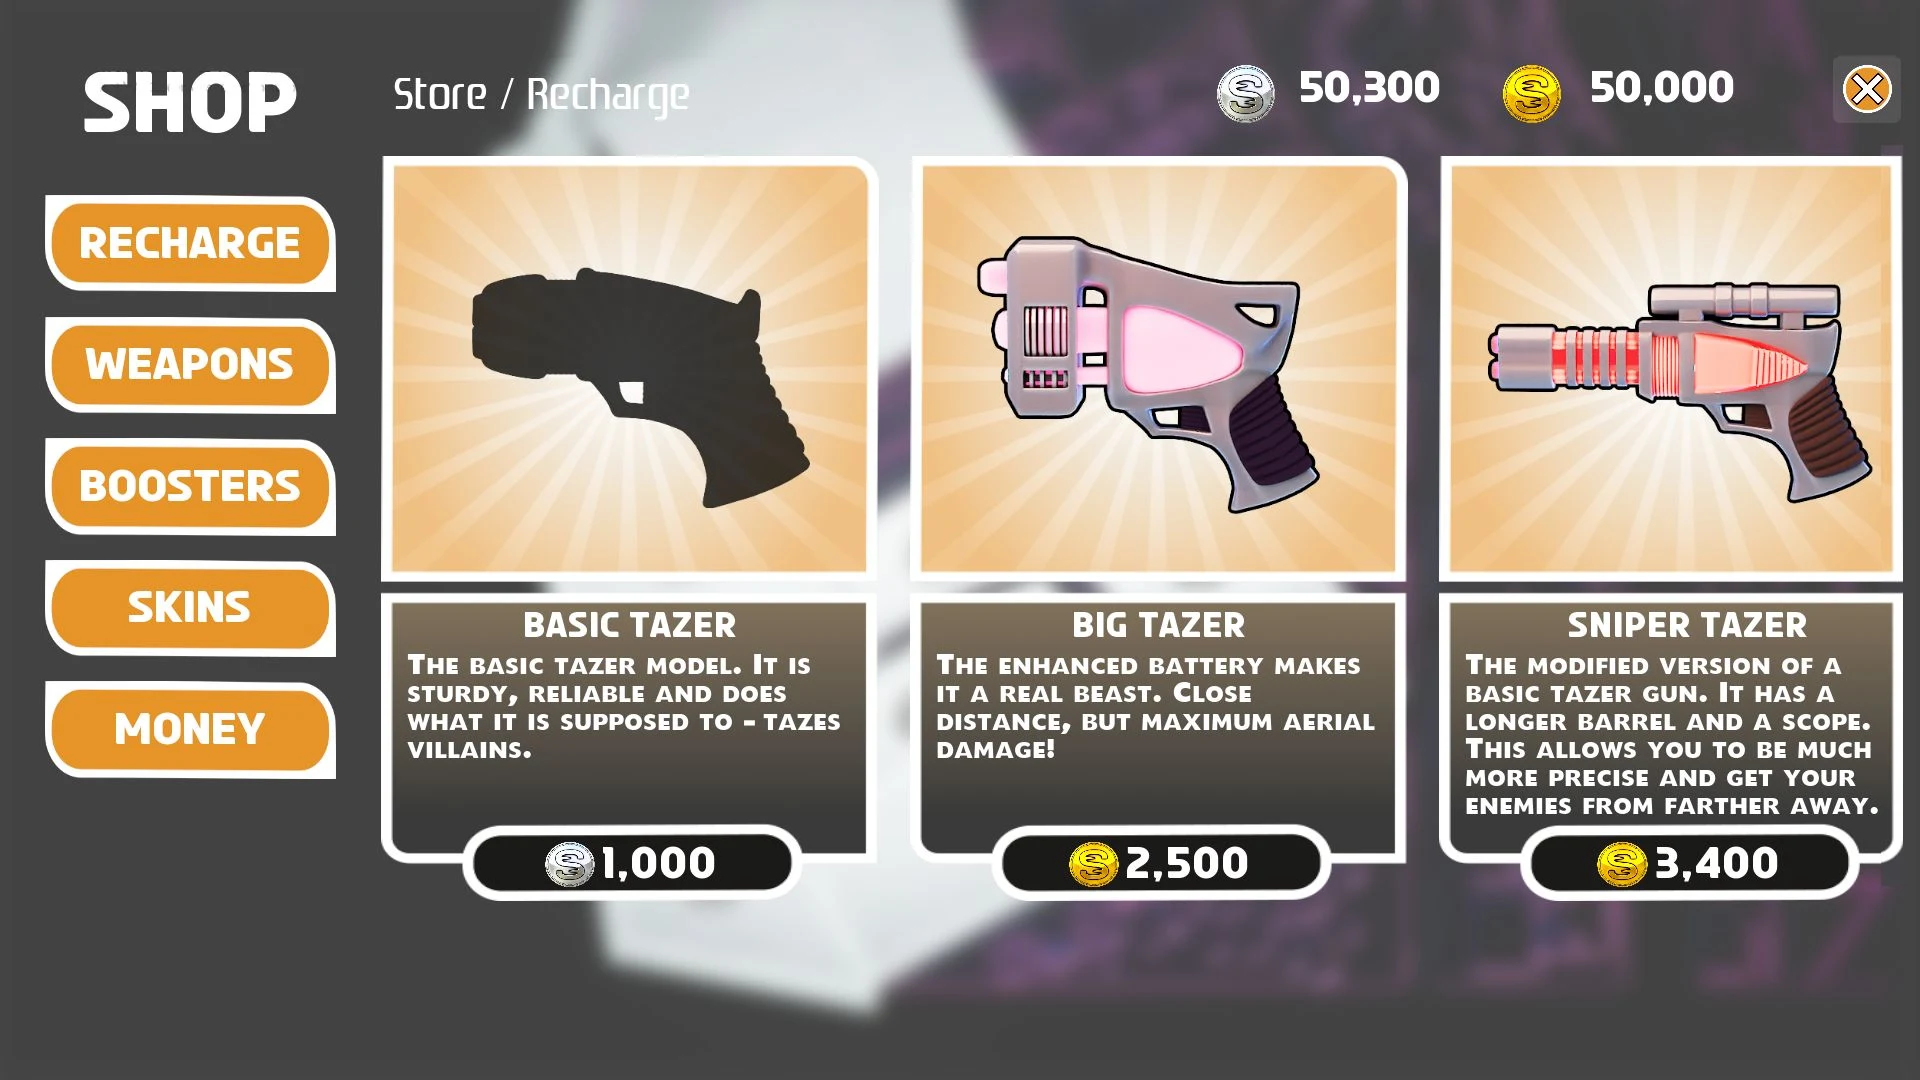 SHOP
Store / Recharge
50,300
50,000
RECHARGE
WEAPONS
BOOSTERS
SKINS
MONEY
BASIC TAZER
THE BASIC TAZER MODEL. IT IS
STURDY, RELIABLE AND DOES
WHAT IT IS SUPPOSED TO - TAZES
VILLAINS.
1,000
BIG TAZER
THE ENHANCED BATTERY MAKES
IT A REAL BEAST. CLOSE
DISTANCE, BUT MAXIMUM AERIAL
DAMAGE!
2,500
SNIPER TAZER
THE MODIFIED VERSION OF A
BASIC TAZER GUN. IT HAS A
LONGER BARREL AND A SCOPE.
THIS ALLOWS YOU TO BE MUCH
MORE PRECISE AND GET YOUR
ENEMIES FROM FARTHER AWAY.
3,400